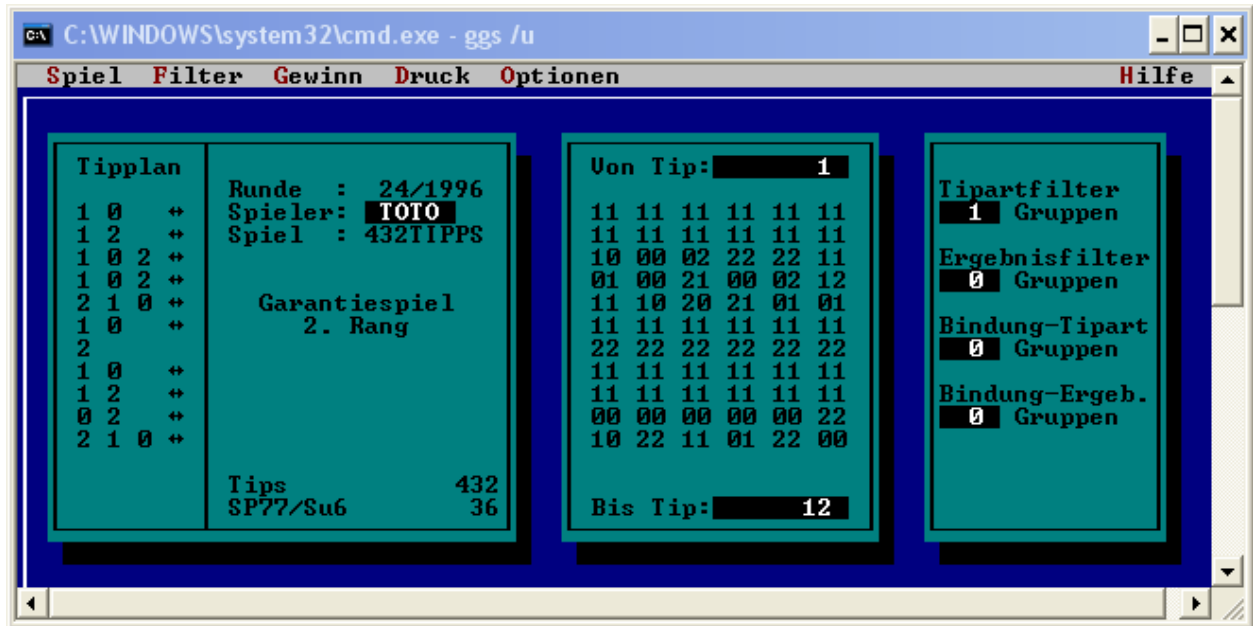 C:\WINDOWS\system32\cmd.exe - ggs /u
Spiel Filter Gewinn Druck Optionen Hilfe
Tipplan
1 0 ↔
1 2 ↔
1 0 2 ↔
1 0 2 ↔
2 1 0 ↔
1 0 ↔
2
1 0 ↔
1 2 ↔
0 2 ↔
2 1 0 ↔
Runde : 24/1996
Spieler: TOTO
Spiel : 432TIPPS
Garantiespiel
2. Rang
Tips 432
SP77/Su6 36
Von Tip: 1
11 11 11 11 11 11
11 11 11 11 11 11
10 00 02 22 22 11
01 00 21 00 02 12
11 10 20 21 01 01
11 11 11 11 11 11
22 22 22 22 22 22
11 11 11 11 11 11
11 11 11 11 11 11
00 00 00 00 00 22
10 22 11 01 22 00
Bis Tip: 12
Tipartfilter
1 Gruppen
Ergebnisfilter
0 Gruppen
Bindung-Tipart
0 Gruppen
Bindung-Ergeb.
0 Gruppen